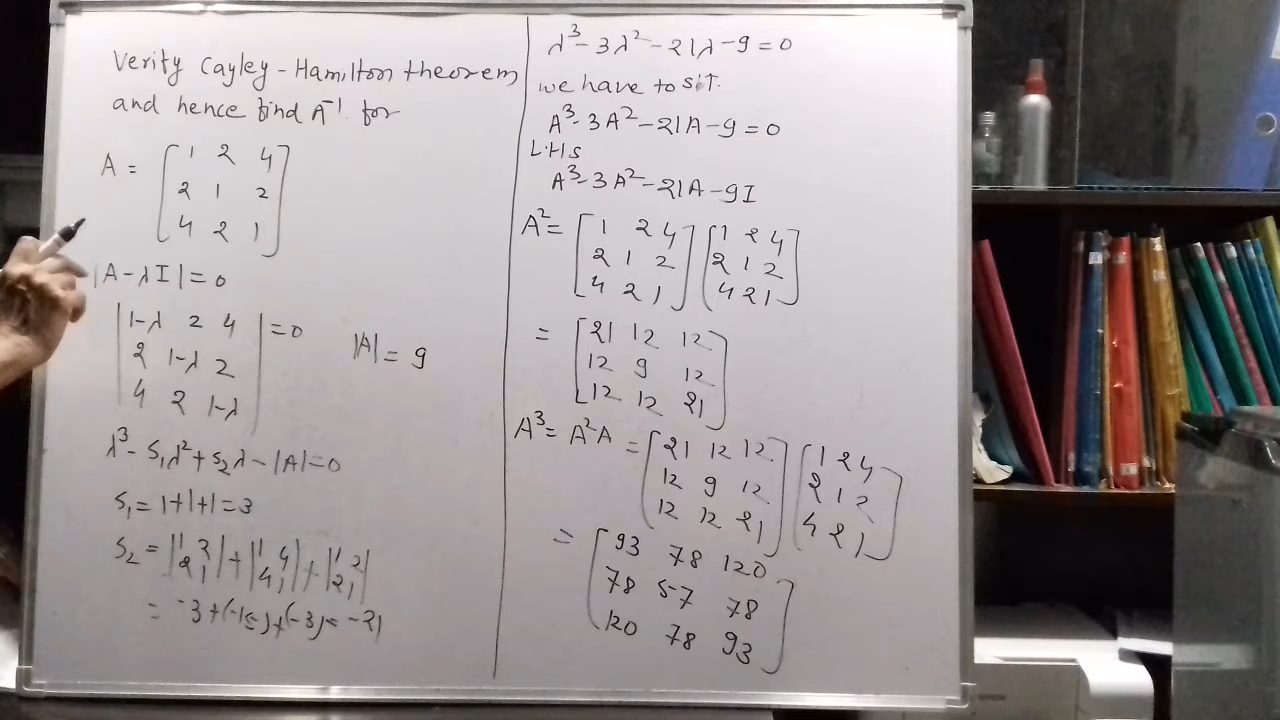 Verify Cayley-Hamilton theorem
and hence find A⁻¹ for
A = [1 2 4
2 1 2
4 2 1]
|A-λI| = 0
|1-λ 2 4
2 1-λ 2
4 2 1-λ| = 0
|A| = 9
λ³-S₁λ²+S₂λ-|A|=0
S₁ = 1+1+1=3
S₂ = |1 2
2 1| + |1 4
4 1| + |1 2
2 1|
= -3+(-15)+(-3)= -21
λ³-3λ²-21λ-9=0
we have to S.T.
A³-3A²-21A-9=0
L.H.S
A³-3A²-21A-9I
A² = [1 2 4
2 1 2
4 2 1] [1 2 4
2 1 2
4 2 1]
= [21 12 12
12 9 12
12 12 21]
A³ = A²A = [21 12 12
12 9 12
12 12 21] [1 2 4
2 1 2
4 2 1]
= [93 78 120
78 57 78
120 78 93]